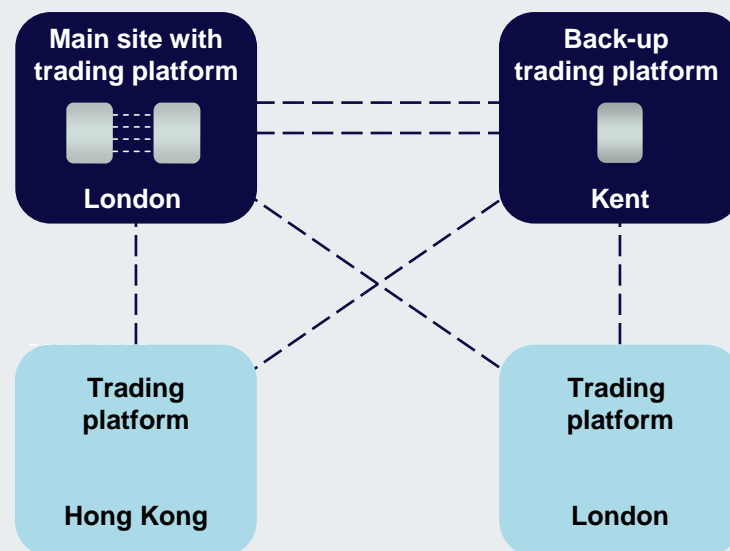 Main site with
trading platform
London
Back-up
trading platform
Kent
Trading
platform
Hong Kong
Trading
platform
London